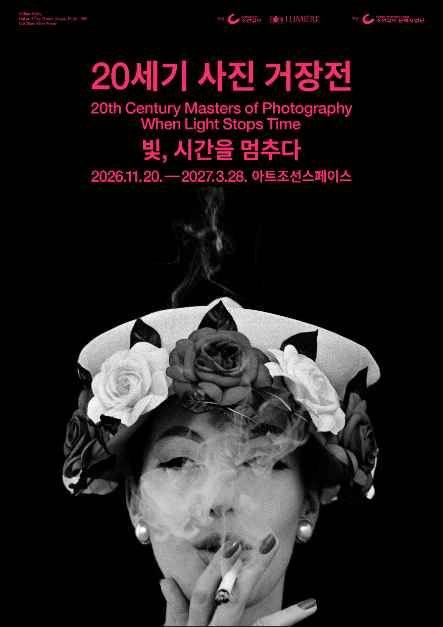 LUMIÈRE
20세기 사진 거장전
20th Century Masters of Photography
When Light Stops Time
빛, 시간을 멈추다
2026.11.20. — 2027.3.28. 아트조선스페이스